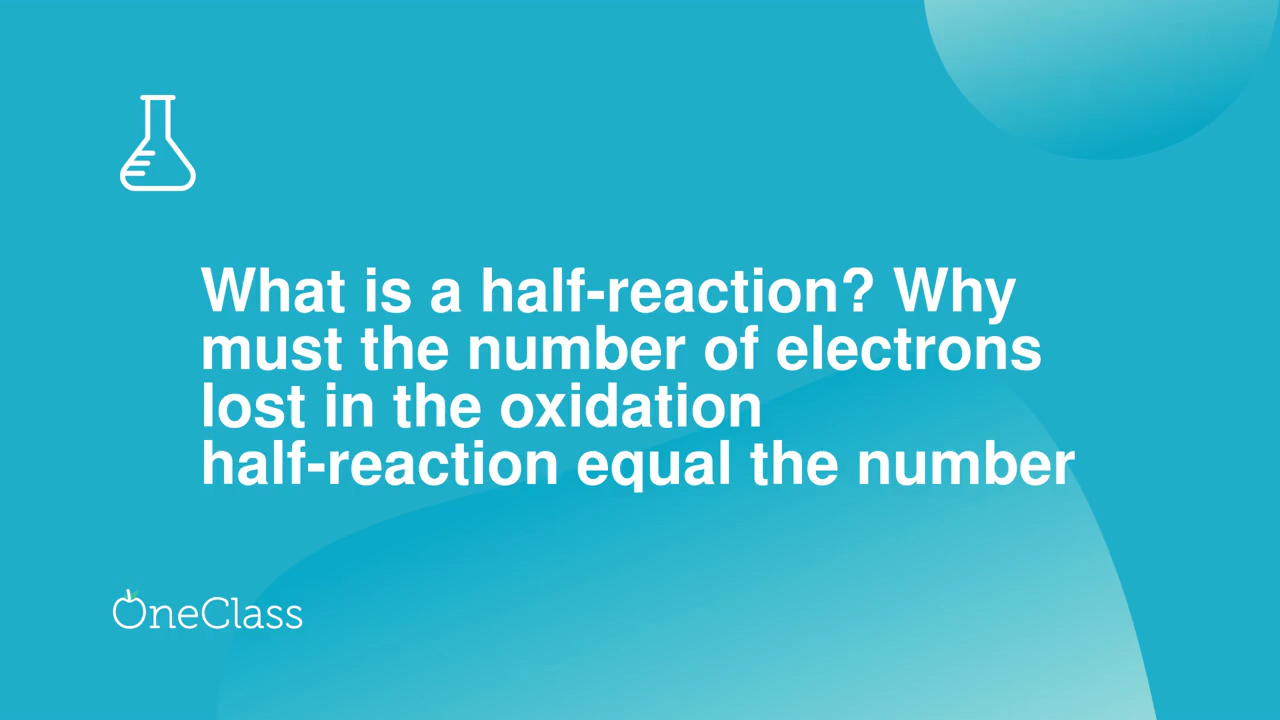 What is a half-reaction? Why
must the number of electrons
lost in the oxidation
half-reaction equal the number
OneClass